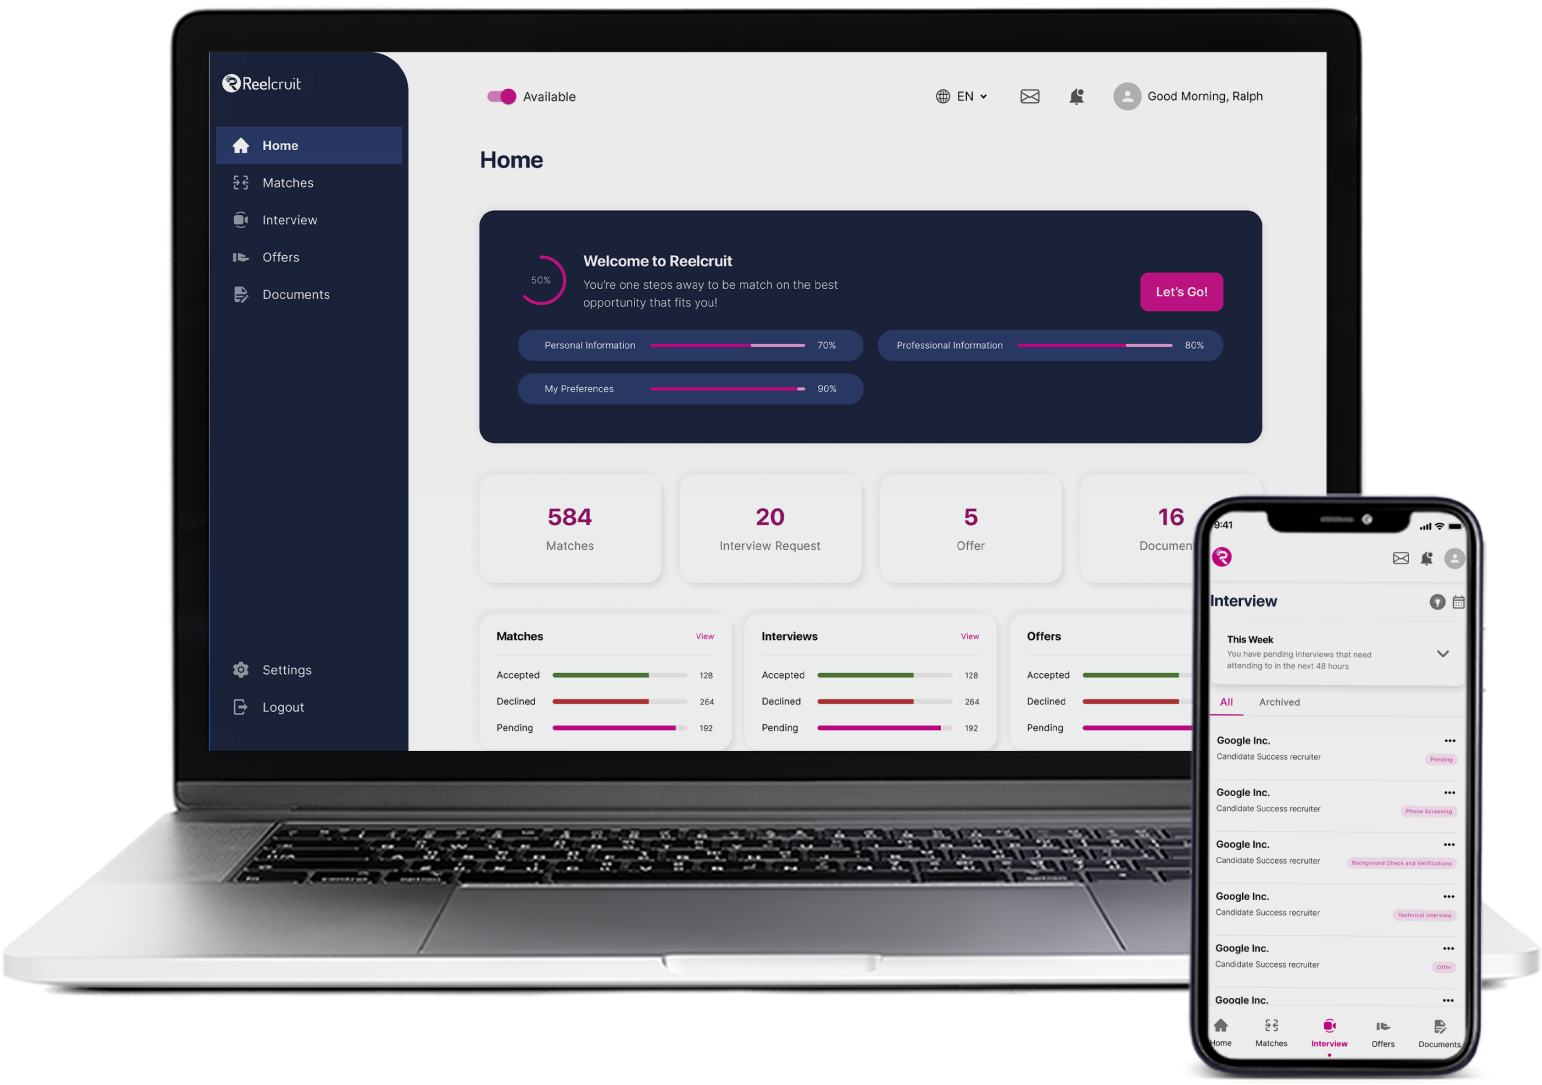 Reelcruit
Available
EN
Good Morning, Ralph
Home
Matches
Interview
Offers
Documents
Settings
Logout
Home
50%
Welcome to Reelcruit
You're one steps away to be match on the best
opportunity that fits you!
Let's Go!
Personal Information 70%
Professional Information 80%
My Preferences 90%
584
Matches
20
Interview Request
5
Offer
16
Documen
Matches View
Accepted 128
Declined 264
Pending 192
Interviews View
Accepted 128
Declined 264
Pending 192
Offers
Accepted
Declined
Pending
control option
option
9:41
Interview
This Week
You have pending interviews that need
attending to in the next 48 hours
All Archived
Google Inc.
Candidate Success recruiter
Pending
Google Inc.
Candidate Success recruiter
Phone Screening
Google Inc.
Candidate Success recruiter
Background Check and Verifications
Google Inc.
Candidate Success recruiter
Technical Interview
Google Inc.
Candidate Success recruiter
Offer
Google Inc.
Home Matches Interview Offers Documents